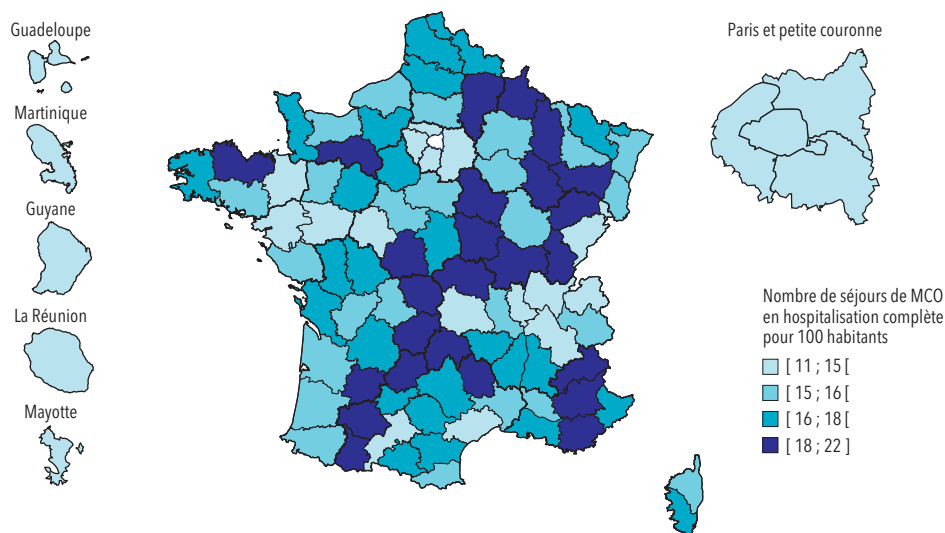 Guadeloupe
Martinique
Guyane
La Réunion
Mayotte
Paris et petite couronne
Nombre de séjours de MCO
en hospitalisation complète
pour 100 habitants
[ 11 ; 15 [
[ 15 ; 16 [
[ 16 ; 18 [
[ 18 ; 22 ]